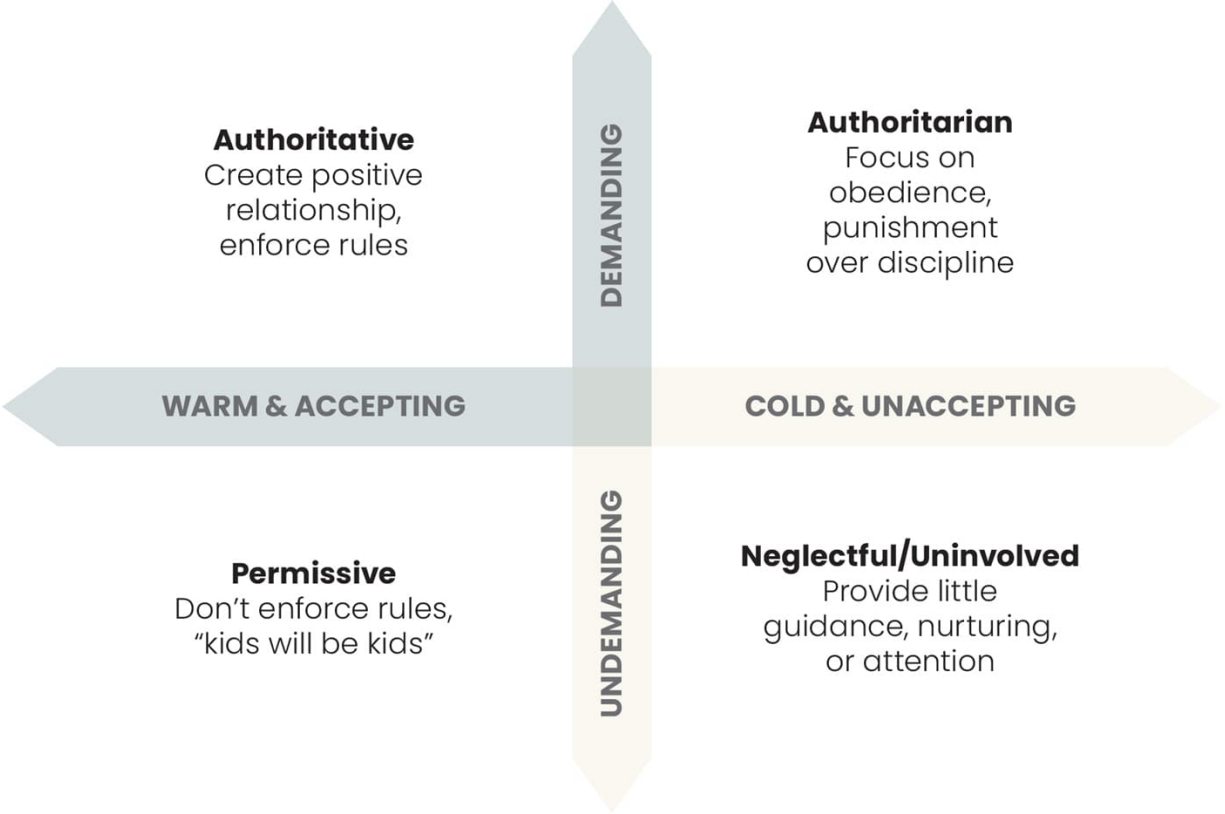 Authoritative
Create positive
relationship,
enforce rules
DEMANDING
Authoritarian
Focus on
obedience,
punishment
over discipline
WARM & ACCEPTING
COLD & UNACCEPTING
Permissive
Don’t enforce rules,
“kids will be kids”
UNDEMANDING
Neglectful/Uninvolved
Provide little
guidance, nurturing,
or attention